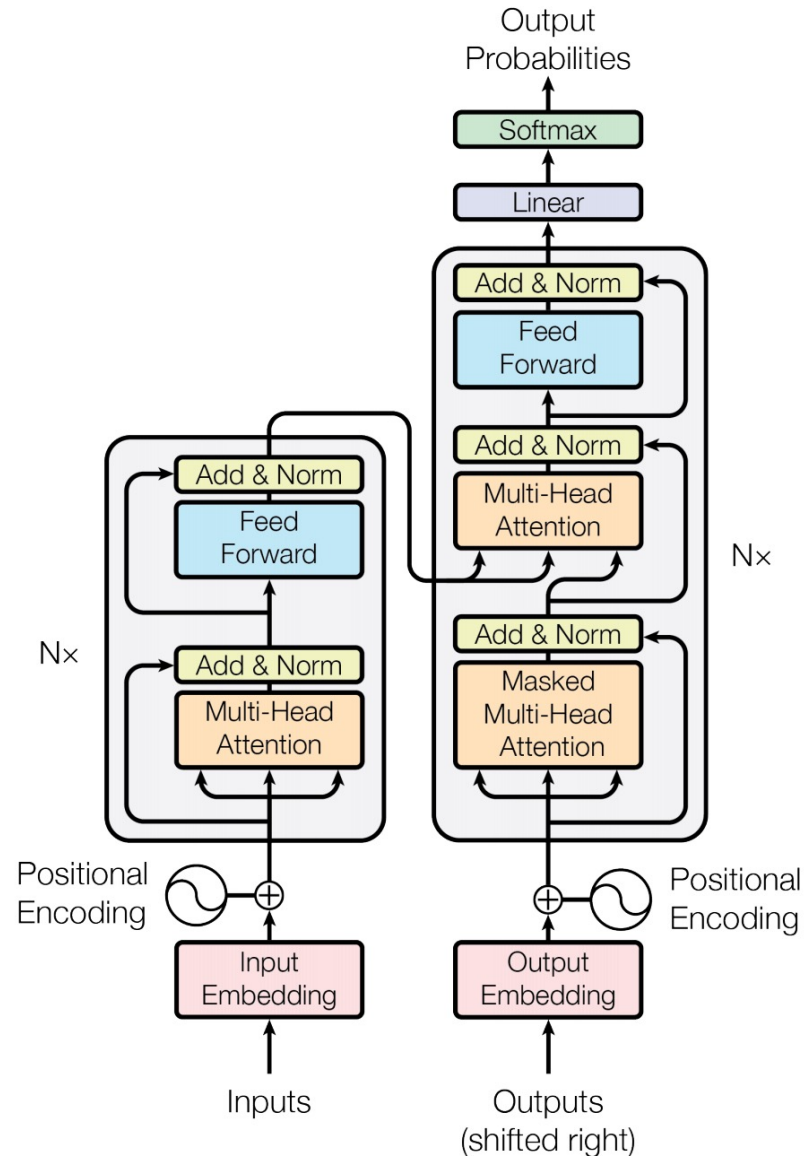 Output
Probabilities
Softmax
Linear
Add & Norm
Feed
Forward
Add & Norm
Multi-Head
Attention
Add & Norm
Masked
Multi-Head
Attention
Nx
Add & Norm
Feed
Forward
Add & Norm
Multi-Head
Attention
N×
Positional
Encoding
Positional
Encoding
Input
Embedding
Output
Embedding
Inputs
Outputs
(shifted right)